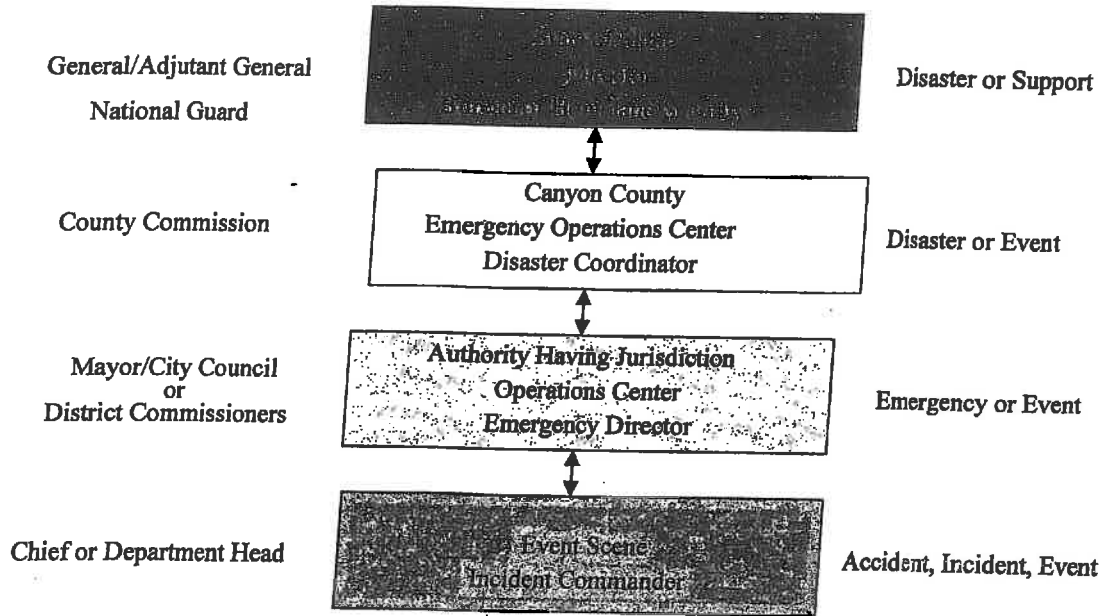 General/Adjutant General
National Guard
Disaster or Support
County Commission
Canyon County
Emergency Operations Center
Disaster Coordinator
Disaster or Event
Mayor/City Council
or
District Commissioners
Authority Having Jurisdiction
Operations Center
Emergency Director
Emergency or Event
Chief or Department Head
Event Scene
Incident Commander
Accident, Incident, Event